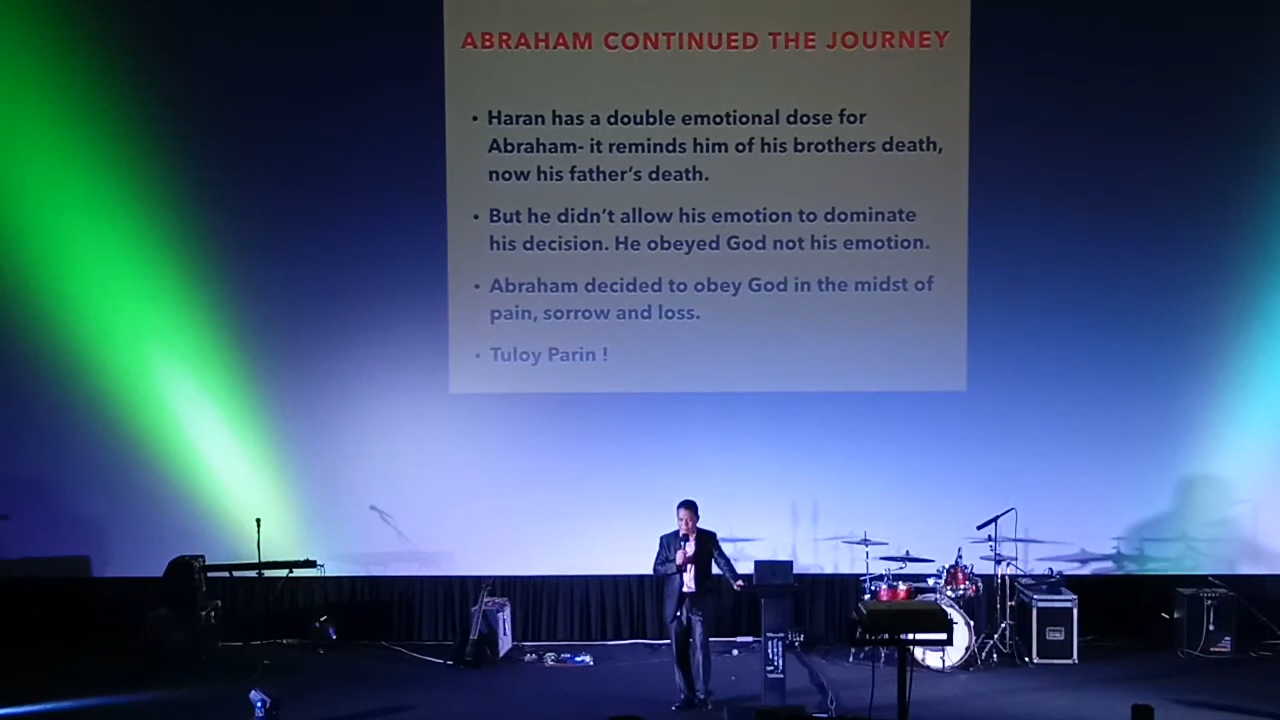 ABRAHAM CONTINUED THE JOURNEY
• Haran has a double emotional dose for
Abraham- it reminds him of his brothers death,
now his father's death.
• But he didn't allow his emotion to dominate
his decision. He obeyed God not his emotion.
• Abraham decided to obey God in the midst of
pain, sorrow and loss.
• Tuloy Parin !